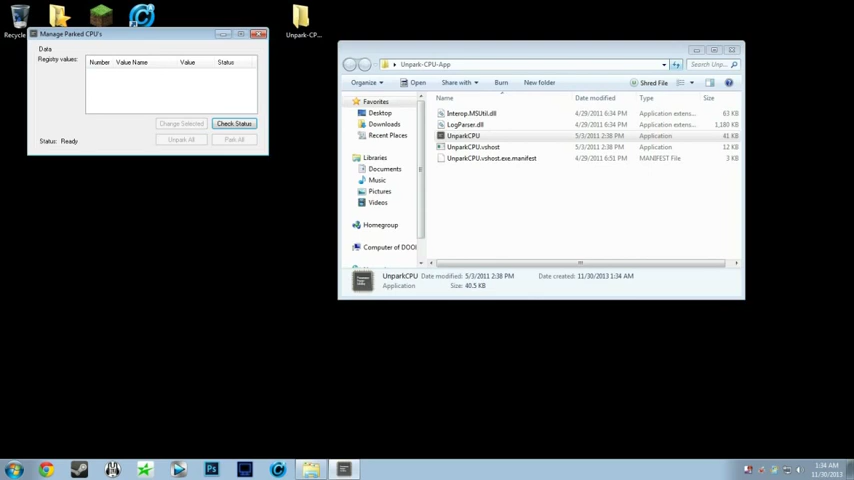 Recycle
Unpark-CP...
Manage Parked CPU's
Data
Registry values:
Number Value Name Value Status
Change Selected Check Status
Unpark All Park All
Status: Ready
Unpark-CPU-App
Search Unp...
Organize Open Share with Burn New folder Shred File
Favorites
Desktop
Downloads
Recent Places
Libraries
Documents
Music
Pictures
Videos
Homegroup
Computer of DOO
Name Date modified Type Size
Interop.MSUtil.dll 4/29/2011 6:34 PM Application extens... 63 KB
LogParser.dll 4/29/2011 6:34 PM Application extens... 1,180 KB
UnparkCPU 5/3/2011 2:38 PM Application 41 KB
UnparkCPU.vshost 5/3/2011 2:38 PM Application 12 KB
UnparkCPU.vshost.exe.manifest 4/29/2011 6:51 PM MANIFEST File 3 KB
UnparkCPU Date modified: 5/3/2011 2:38 PM Date created: 11/30/2013 1:34 AM
Application Size: 40.5 KB
Ps
1:34 AM
11/30/2013